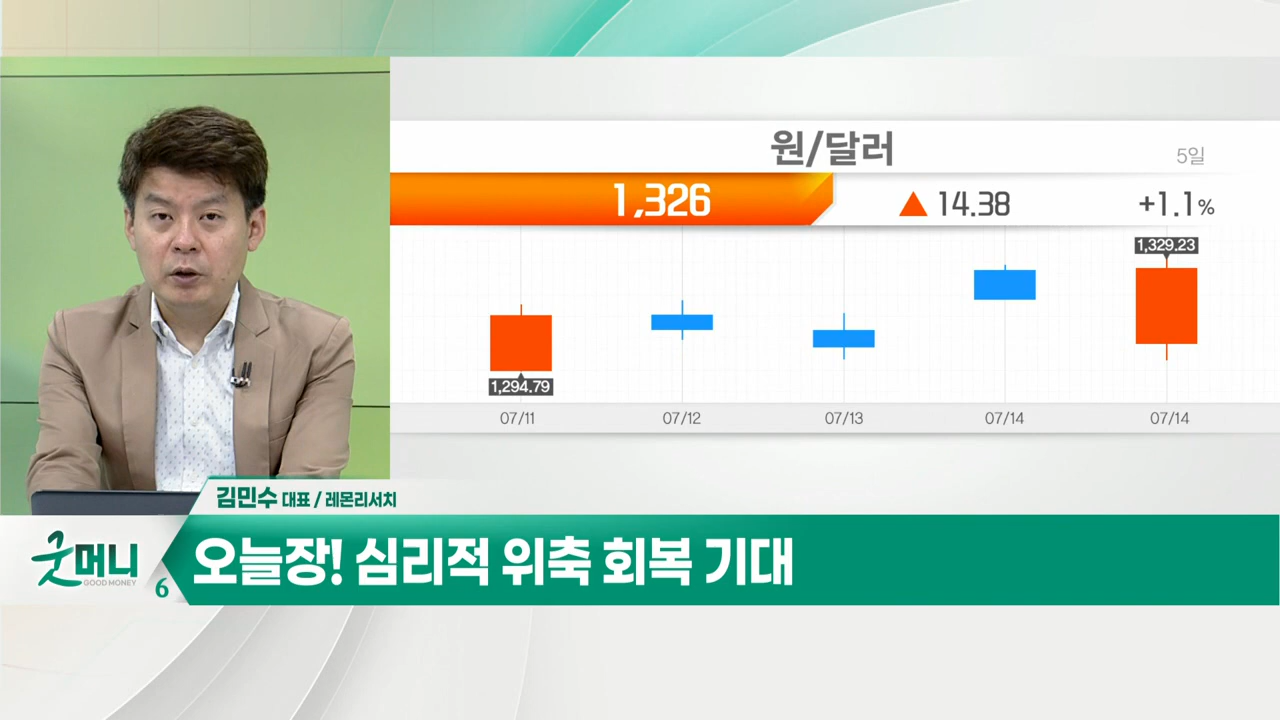 원/달러
5일
1,326
▲ 14.38
+1.1%
1,329.23
1,294.79
07/11
07/12
07/13
07/14
07/14
김민수 대표 / 레몬리서치
굿머니
GOOD MONEY
6
오늘장! 심리적 위축 회복 기대